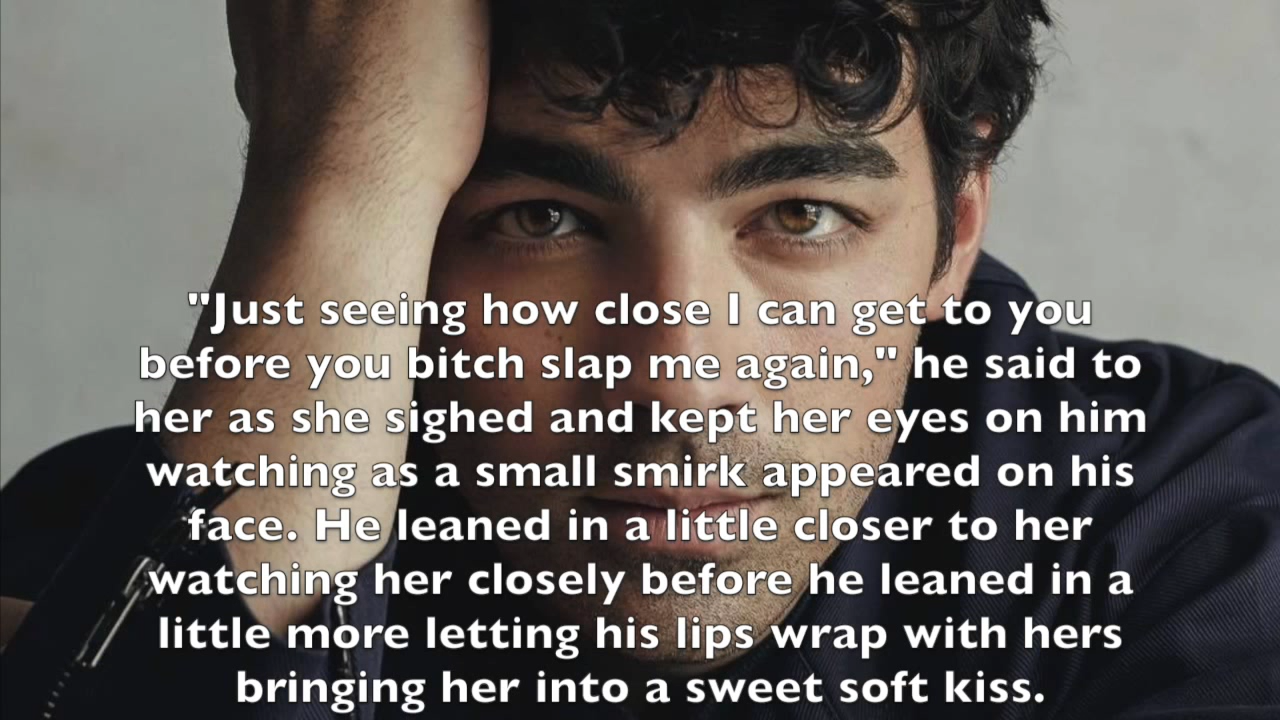 "Just seeing how close I can get to you
before you bitch slap me again," he said to
her as she sighed and kept her eyes on him
watching as a small smirk appeared on his
face. He leaned in a little closer to her
watching her closely before he leaned in a
little more letting his lips wrap with hers
bringing her into a sweet soft kiss.